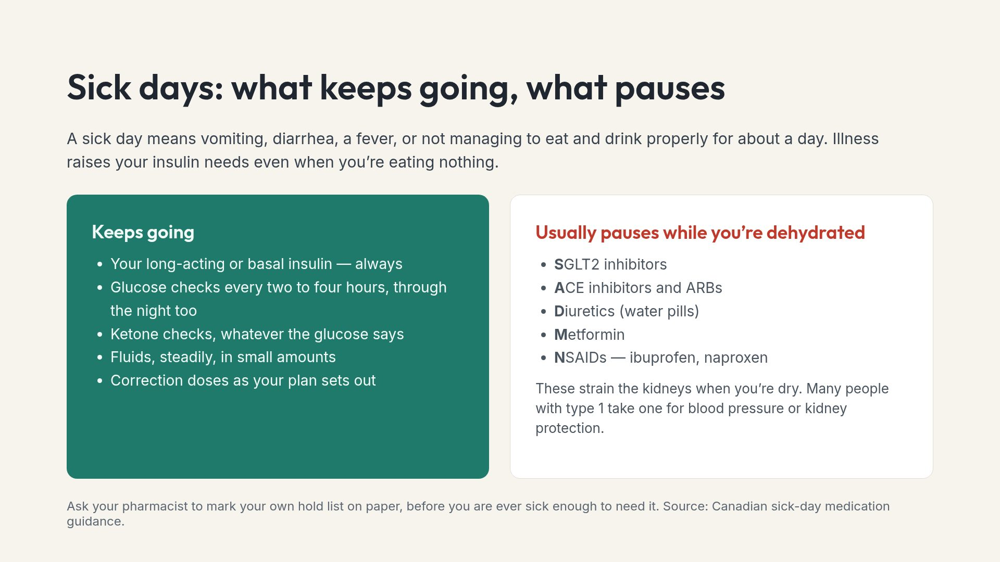 Sick days: what keeps going, what pauses
A sick day means vomiting, diarrhea, a fever, or not managing to eat and drink properly for about a day. Illness
raises your insulin needs even when you’re eating nothing.
Keeps going
• Your long-acting or basal insulin — always
• Glucose checks every two to four hours, through
the night too
• Ketone checks, whatever the glucose says
• Fluids, steadily, in small amounts
• Correction doses as your plan sets out
Usually pauses while you’re dehydrated
• SGLT2 inhibitors
• ACE inhibitors and ARBs
• Diuretics (water pills)
• Metformin
• NSAIDs — ibuprofen, naproxen
These strain the kidneys when you’re dry. Many people
with type 1 take one for blood pressure or kidney
protection.
Ask your pharmacist to mark your own hold list on paper, before you are ever sick enough to need it. Source: Canadian sick-day medication
guidance.